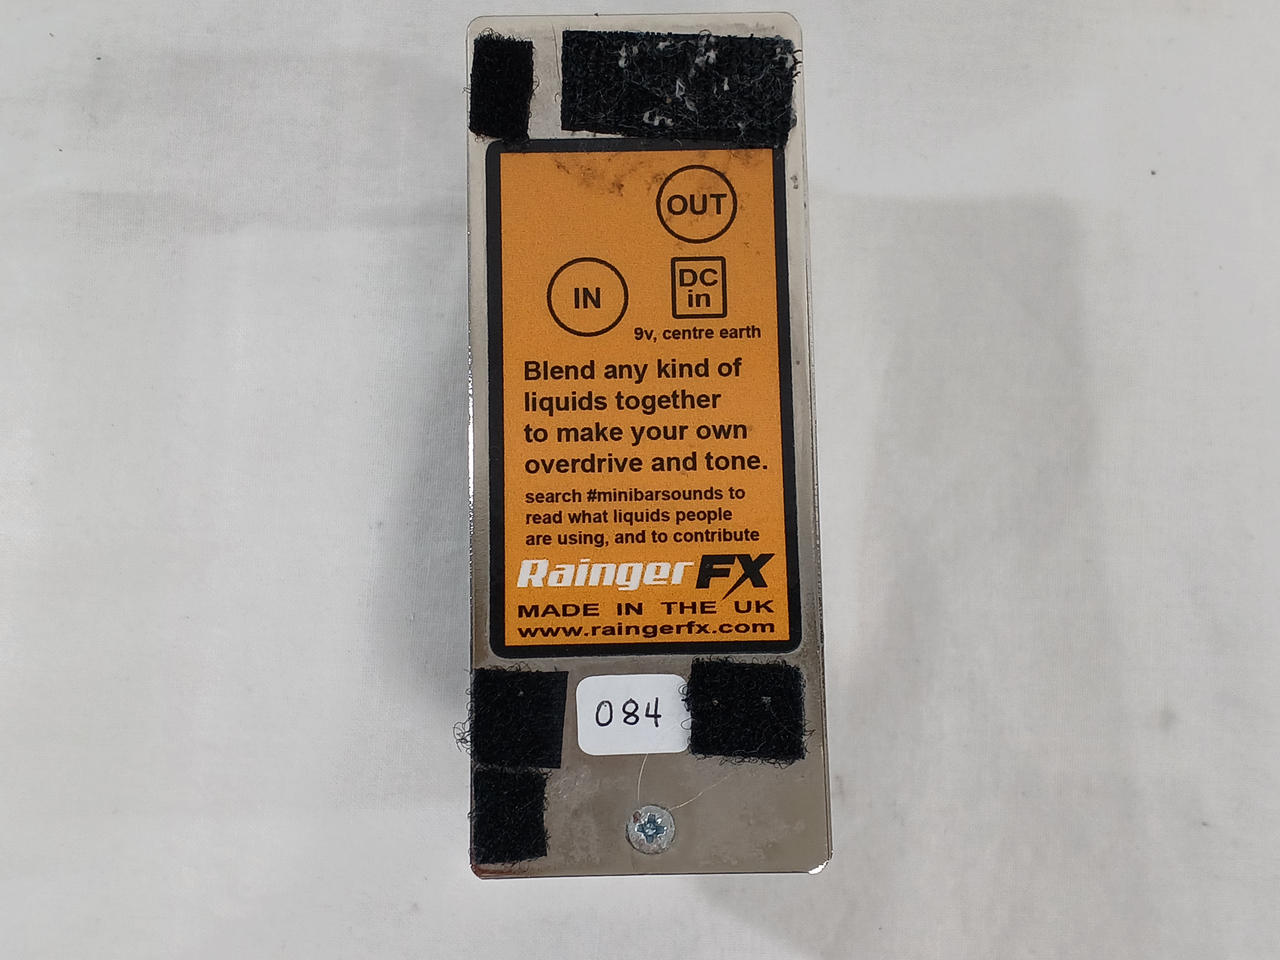 OUT
IN
DC
in
9v, centre earth
Blend any kind of
liquids together
to make your own
overdrive and tone.
search #minibarsounds to
read what liquids people
are using, and to contribute
Rainger FX
MADE IN THE UK
www.raingerfx.com
084